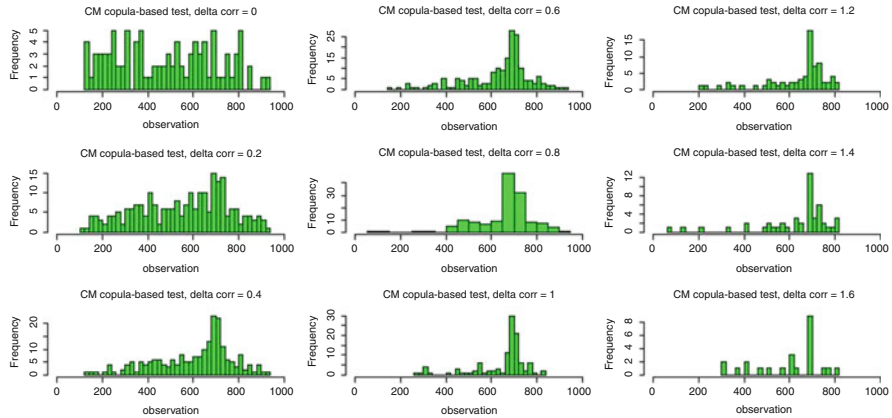 CM copula-based test, delta corr = 0
Frequency
0 1 2 3 4 5
0 200 400 600 800 1000
observation
CM copula-based test, delta corr = 0.6
Frequency
0 5 15 25
0 200 400 600 800 1000
observation
CM copula-based test, delta corr = 1.2
Frequency
0 5 10 15
0 200 400 600 800 1000
observation
CM copula-based test, delta corr = 0.2
Frequency
0 5 10 15
0 200 400 600 800 1000
observation
CM copula-based test, delta corr = 0.8
Frequency
0 10 30
0 200 400 600 800 1000
observation
CM copula-based test, delta corr = 1.4
Frequency
0 2 4 8 12
0 200 400 600 800 1000
observation
CM copula-based test, delta corr = 0.4
Frequency
0 5 10 20
0 200 400 600 800 1000
observation
CM copula-based test, delta corr = 1
Frequency
0 10 20 30
0 200 400 600 800 1000
observation
CM copula-based test, delta corr = 1.6
Frequency
0 2 4 6 8
0 200 400 600 800 1000
observation